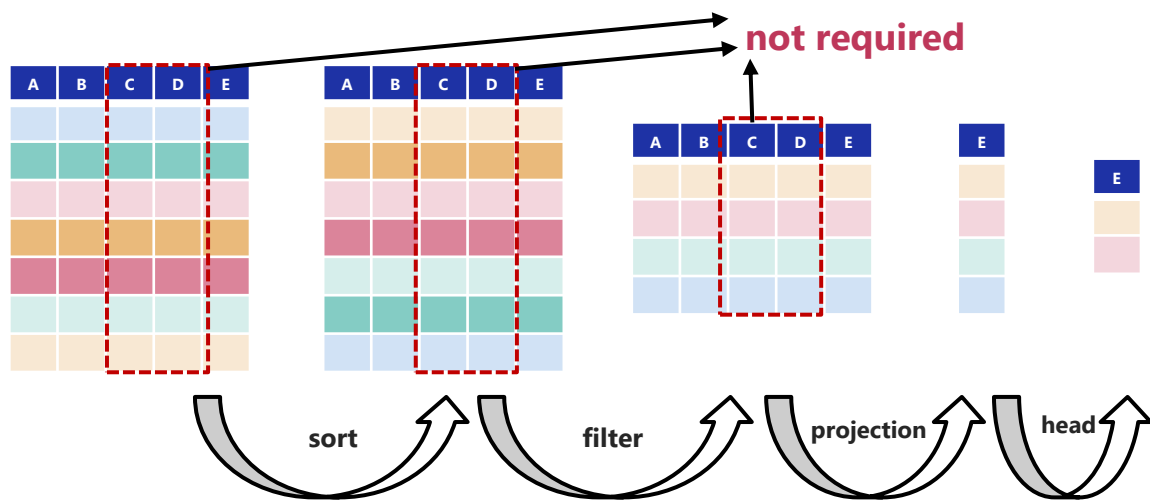 not required
A B C D E
A B C D E
A B C D E
E
E
sort
filter
projection
head